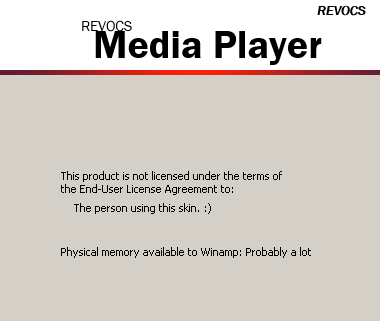 REVOCS
REVOCS
Media Player
This product is not licensed under the terms of
the End-User License Agreement to:
The person using this skin. :)
Physical memory available to Winamp: Probably a lot